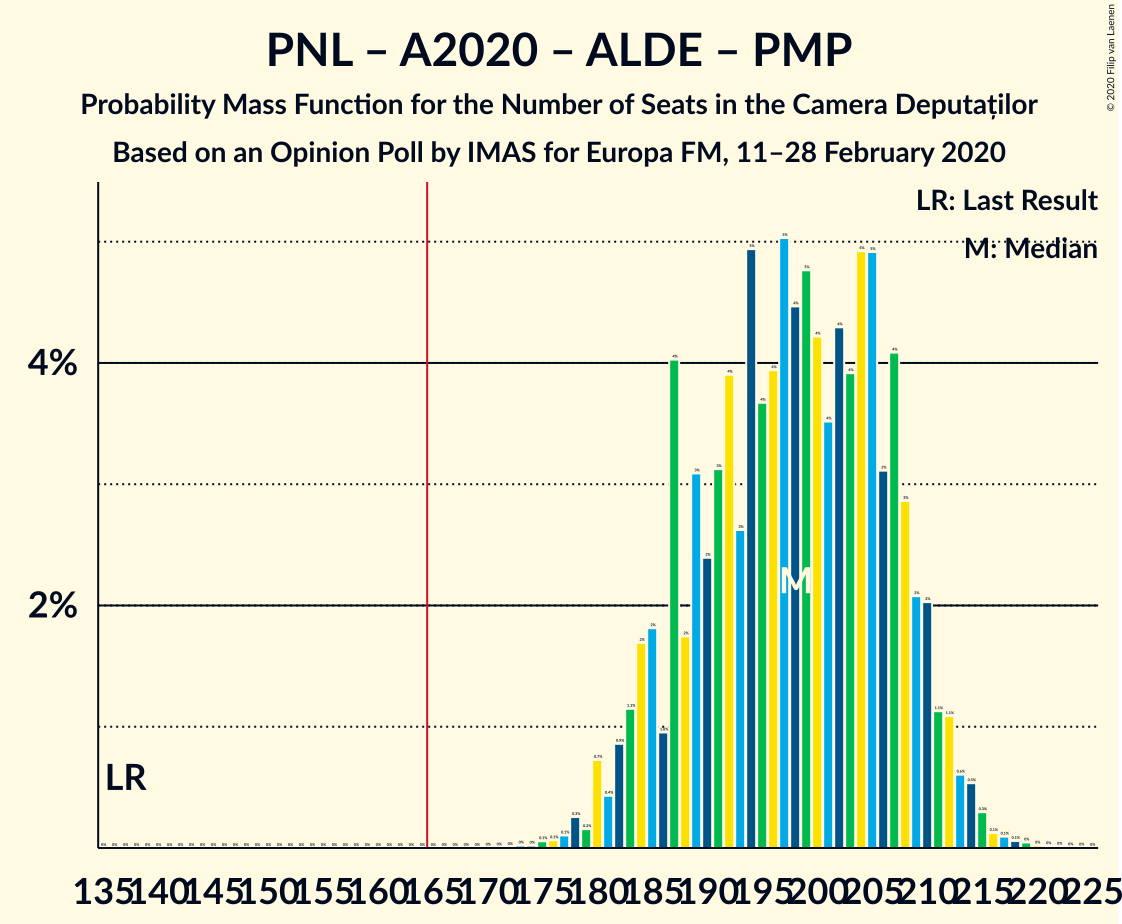 PNL – A2020 – ALDE – PMP
Probability Mass Function for the Number of Seats in the Camera Deputaților
Based on an Opinion Poll by IMAS for Europa FM, 11–28 February 2020
© 2020 Filip van Laenen
LR: Last Result
M: Median
4%
2%
LR
M
135 140 145 150 155 160 165 170 175 180 185 190 195 200 205 210 215 220 225